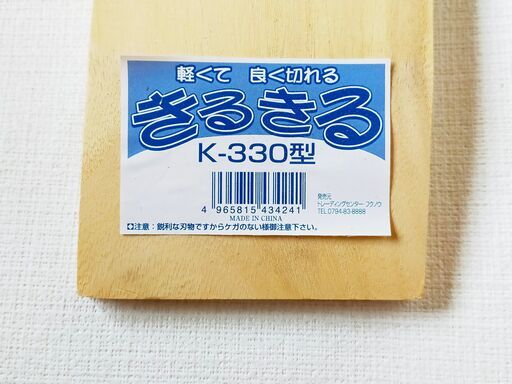 軽くて 良く切れる
きるきる
K-330型
4 965815 434241
MADE IN CHINA
発売元
トレーディングセンター・フクソウ
TEL 0794-83-8888
✪注意：鋭利な刃物ですからケガのない様御注意下さい。